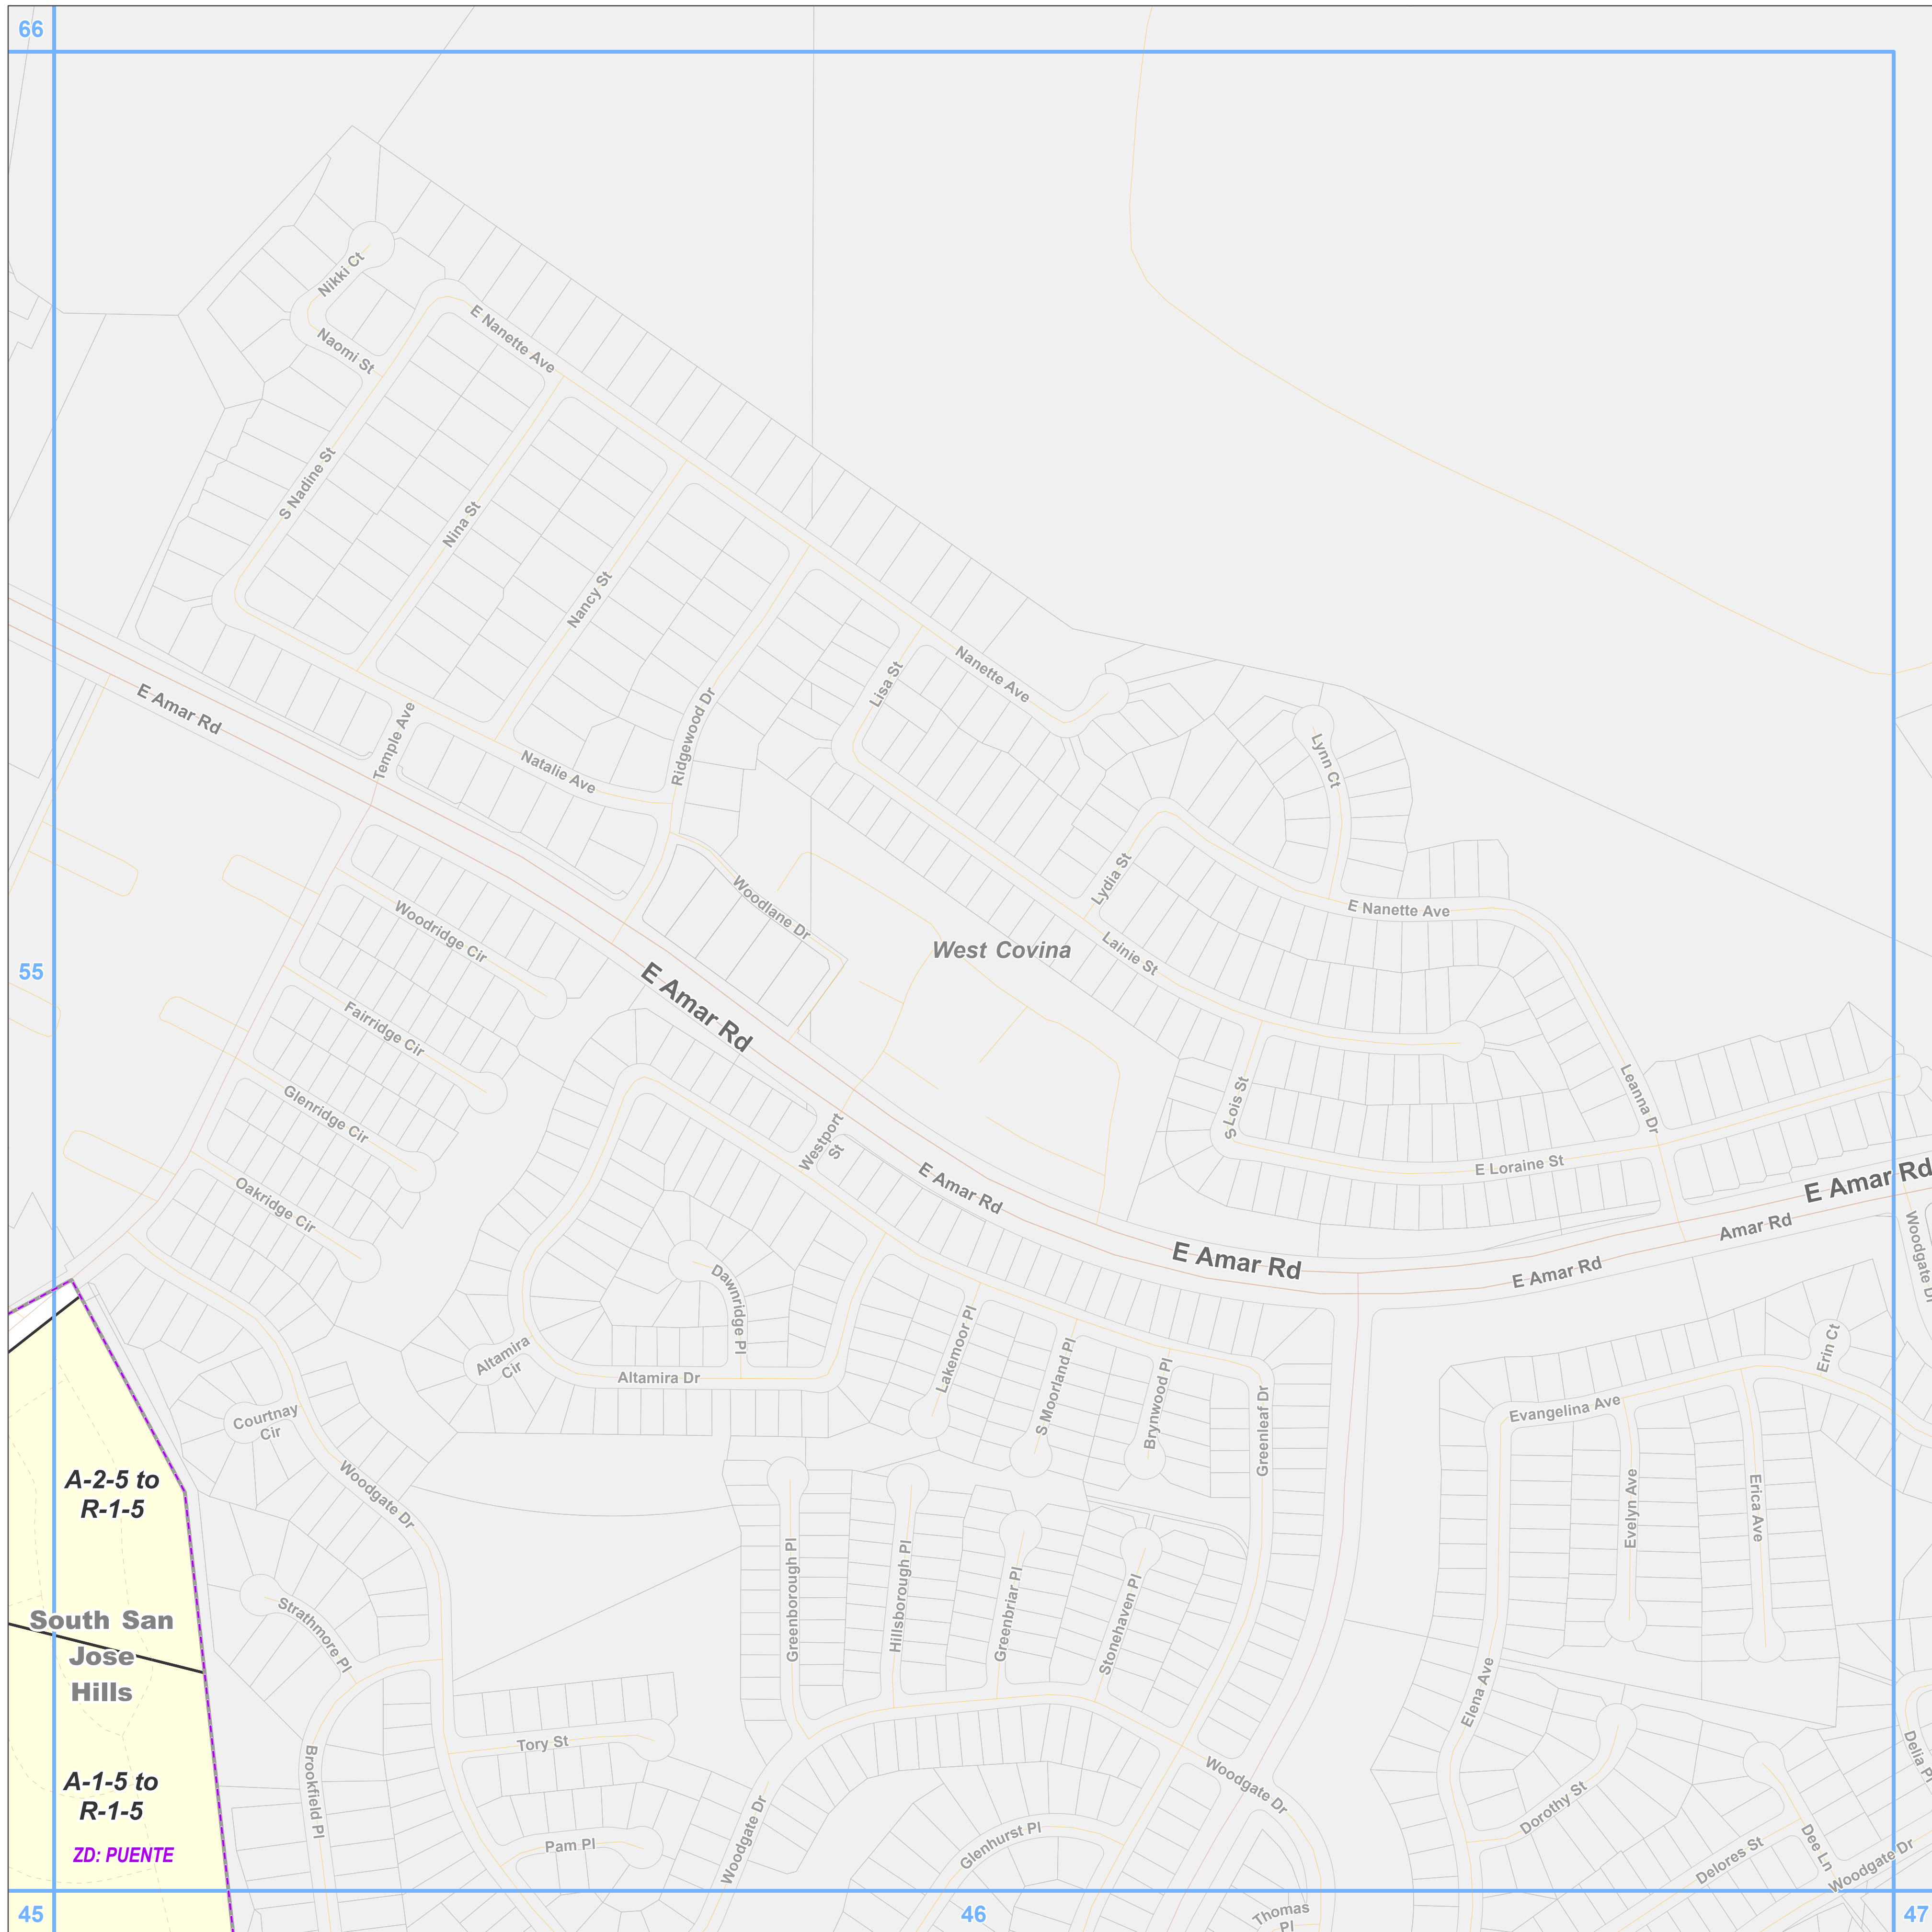 66
Nikki Ct
Naomi St
E Nanette Ave
S Nadine St
Nina St
Nancy St
Ridgewood Dr
Lisa St
Nanette Ave
E Amar Rd
Temple Ave
Natalie Ave
Lynn Ct
Lydia St
E Nanette Ave
Woodlane Dr
Woodridge Cir
West Covina
Lainie St
55
E Amar Rd
Fairridge Cir
Glenridge Cir
Oakridge Cir
Westport
St
E Amar Rd
S Lois St
Leanna Dr
E Loraine St
E Amar Rd
Amar Rd
E Amar Rd
E Amar Rd
Woodgate Dr
Dawnridge Pl
Altamira
Cir
Altamira Dr
Lakemoor Pl
S Moorland Pl
Brynwood Pl
Greenleaf Dr
Erin Ct
Evangelina Ave
Evelyn Ave
Erica Ave
Courtnay
Cir
Woodgate Dr
A-2-5 to
R-1-5
Strathmore Pl
South San
Jose
Hills
Greenborough Pl
Hillsborough Pl
Greenbriar Pl
Stonehaven Pl
Elena Ave
Tory St
Brookfield Pl
A-1-5 to
R-1-5
ZD: PUENTE
Pam Pl
Woodgate Dr
Glenhurst Pl
Woodgate Dr
Dorothy St
Delia Pl
Dee Ln
Delores St
Woodgate Dr
Thomas
Pl
45
46
47